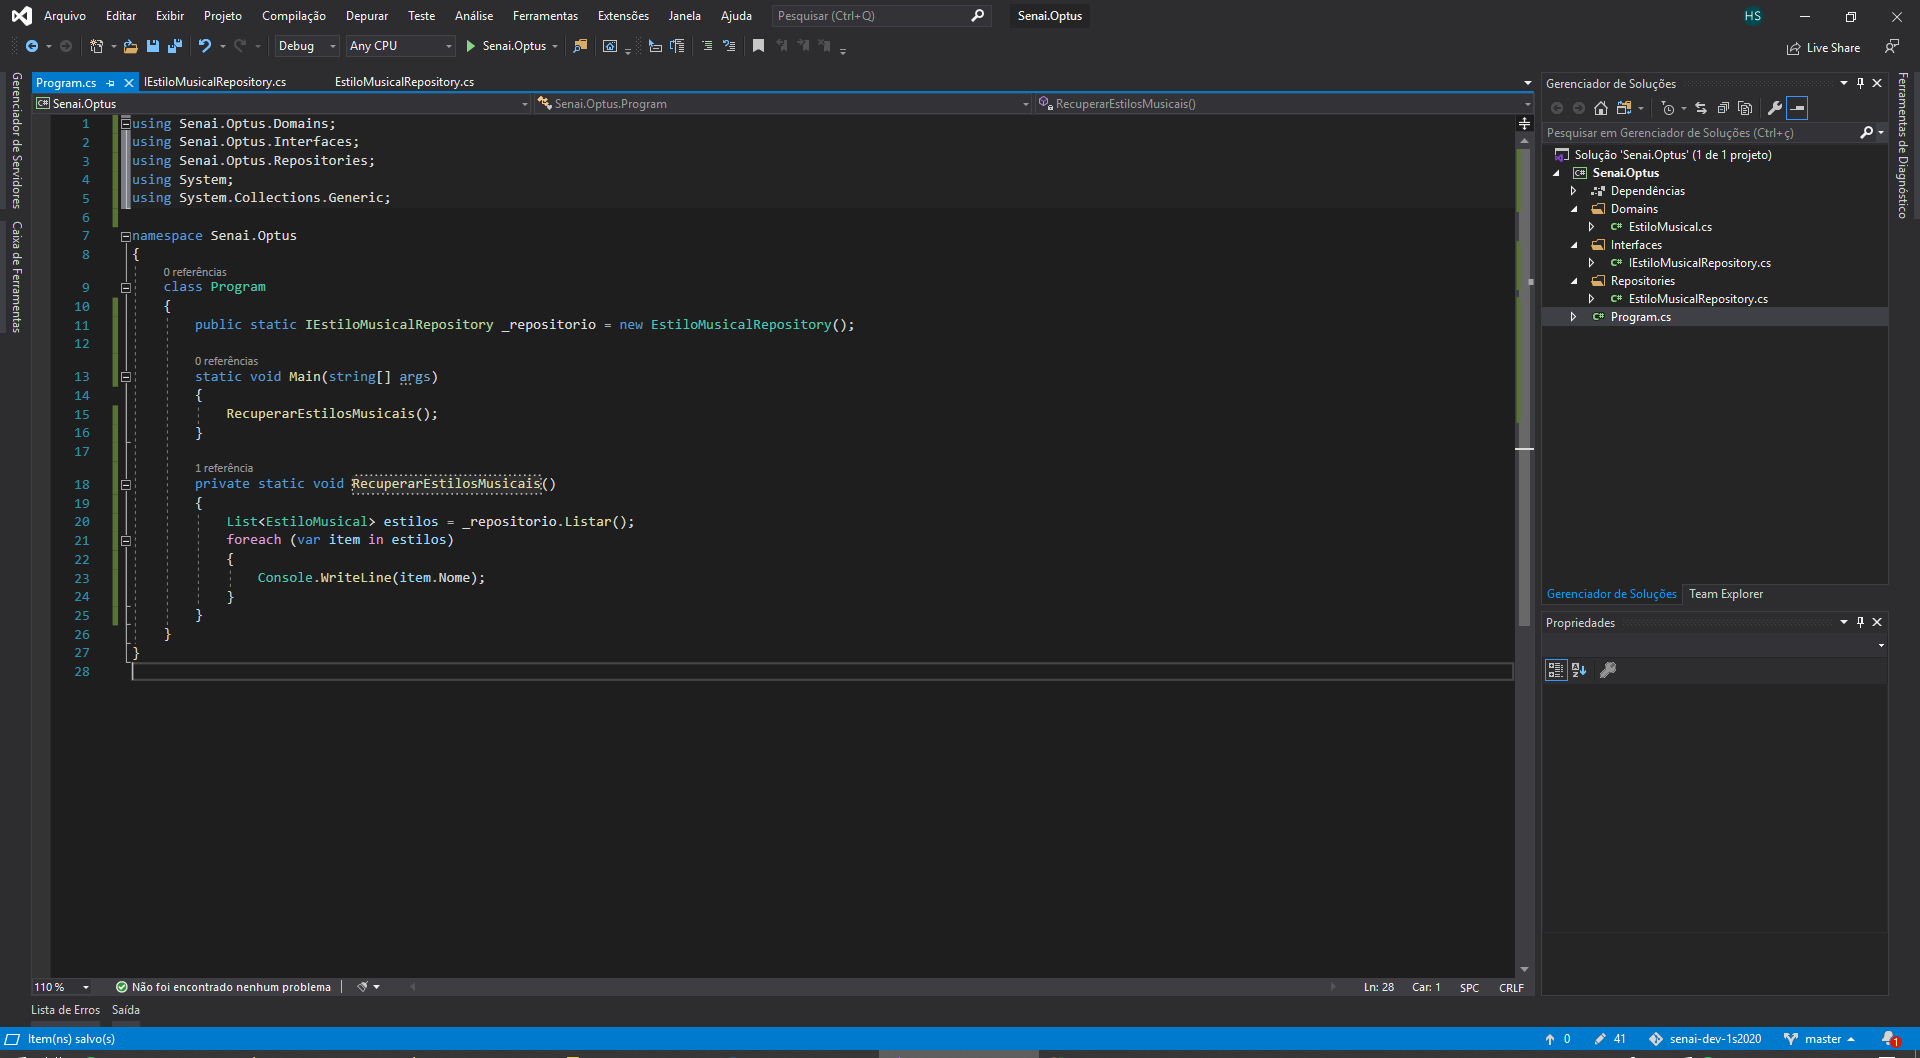 Arquivo Editar Exibir Projeto Compilação Depurar Teste Análise Ferramentas Extensões Janela Ajuda Pesquisar (Ctrl+Q) Senai.Optus HS
Debug Any CPU Senai.Optus Live Share
Gerenciador de Servidores
Caixa de Ferramentas
Program.cs IEstiloMusicalRepository.cs EstiloMusicalRepository.cs
Senai.Optus Senai.Optus.Program RecuperarEstilosMusicais()
1 using Senai.Optus.Domains;
2 using Senai.Optus.Interfaces;
3 using Senai.Optus.Repositories;
4 using System;
5 using System.Collections.Generic;
6
7 namespace Senai.Optus
8 {
0 referências
9 class Program
10 {
11 public static IEstiloMusicalRepository _repositorio = new EstiloMusicalRepository();
12
0 referências
13 static void Main(string[] args)
14 {
15 RecuperarEstilosMusicais();
16 }
17
1 referência
18 private static void RecuperarEstilosMusicais()
19 {
20 List<EstiloMusical> estilos = _repositorio.Listar();
21 foreach (var item in estilos)
22 {
23 Console.WriteLine(item.Nome);
24 }
25 }
26 }
27 }
28
110 % Não foi encontrado nenhum problema Ln: 28 Car: 1 SPC CRLF
Lista de Erros Saída
Gerenciador de Soluções
Pesquisar em Gerenciador de Soluções (Ctrl+ç)
Solução 'Senai.Optus' (1 de 1 projeto)
C# Senai.Optus
Dependências
Domains
C# EstiloMusical.cs
Interfaces
C# IEstiloMusicalRepository.cs
Repositories
C# EstiloMusicalRepository.cs
C# Program.cs
Gerenciador de Soluções Team Explorer
Propriedades
Ferramentas de Diagnóstico
Item(ns) salvo(s) 0 41 senai-dev-1s2020 master 1